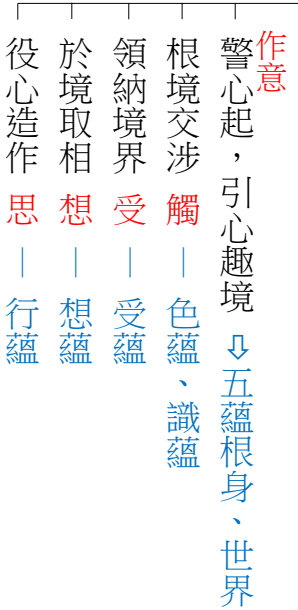 作意
警心起，引心趣境 ⇩ 五蘊根身、世界
根境交涉 觸 — 色蘊、識蘊
領納境界 受 — 受蘊
於境取相 想 — 想蘊
役心造作 思 — 行蘊